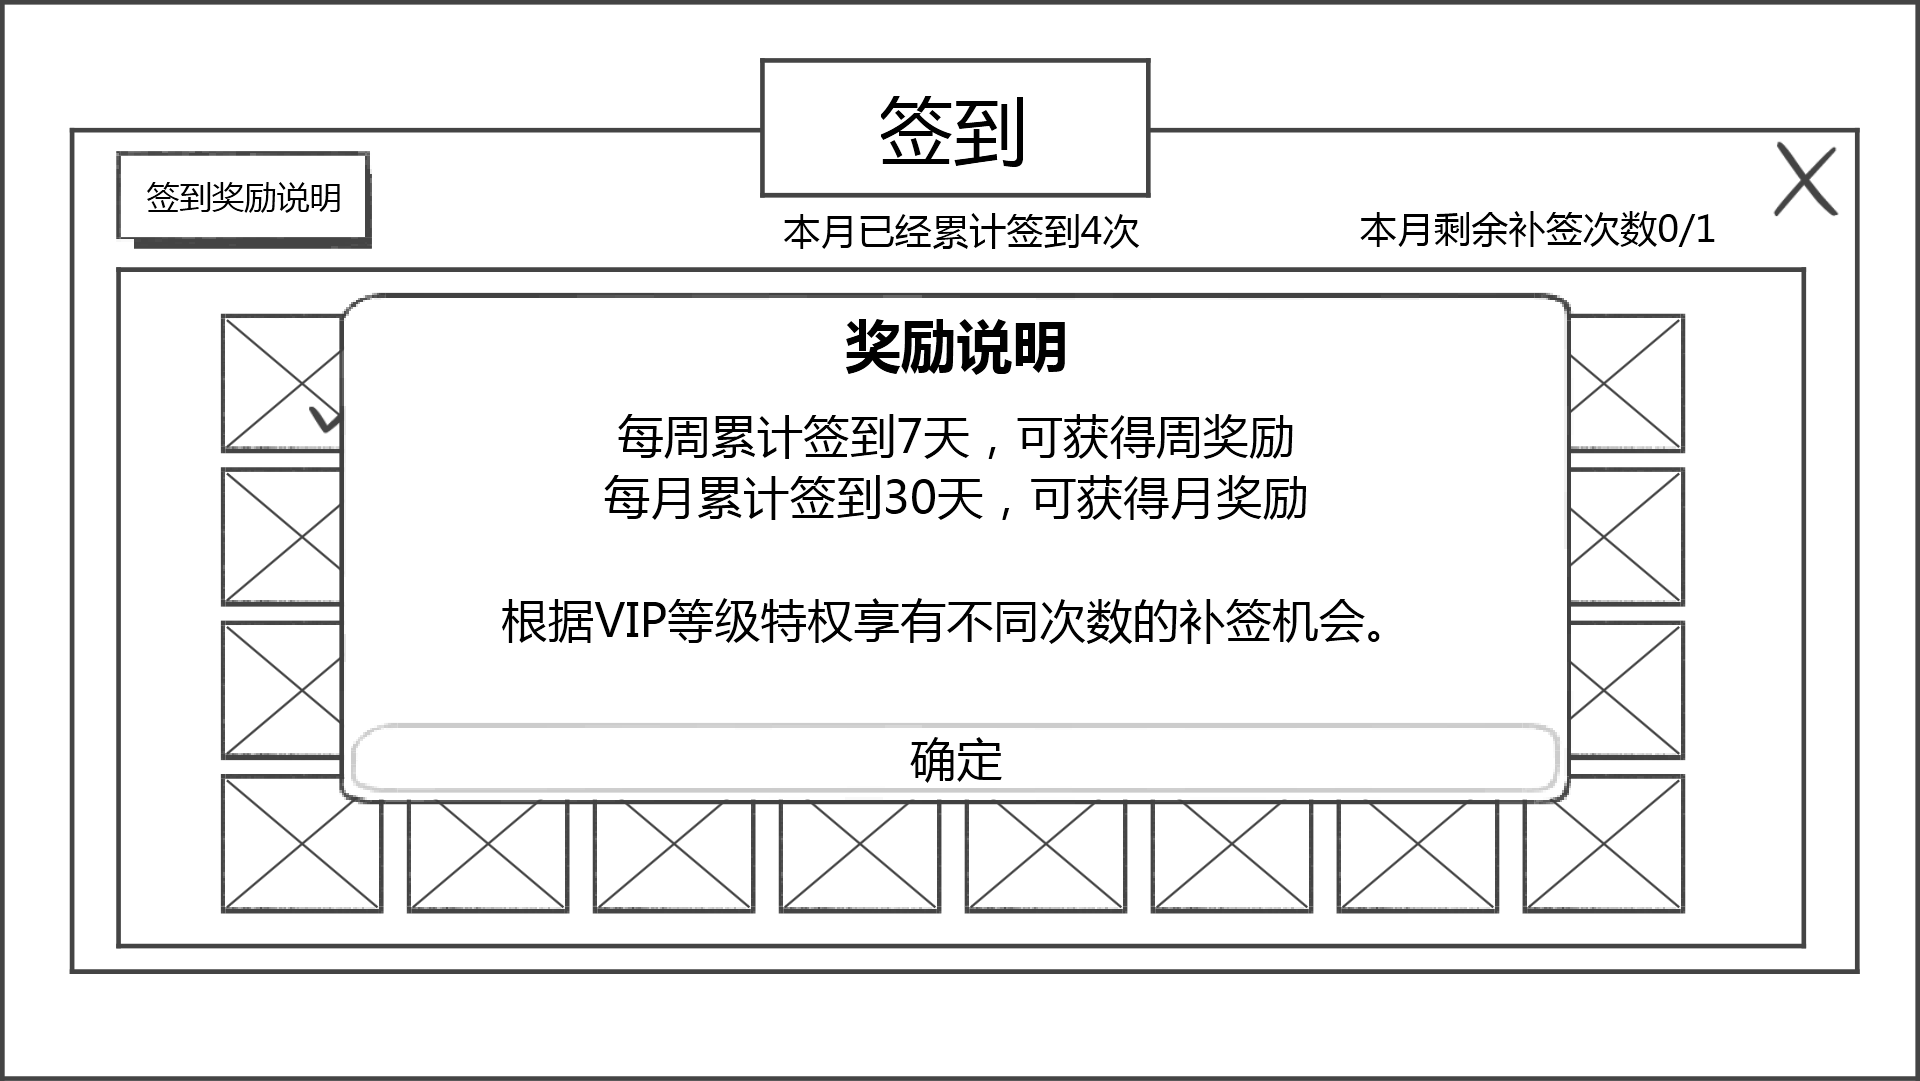 签到
签到奖励说明
本月已经累计签到4次
本月剩余补签次数0/1
奖励说明
每周累计签到7天，可获得周奖励
每月累计签到30天，可获得月奖励
根据VIP等级特权享有不同次数的补签机会。
确定